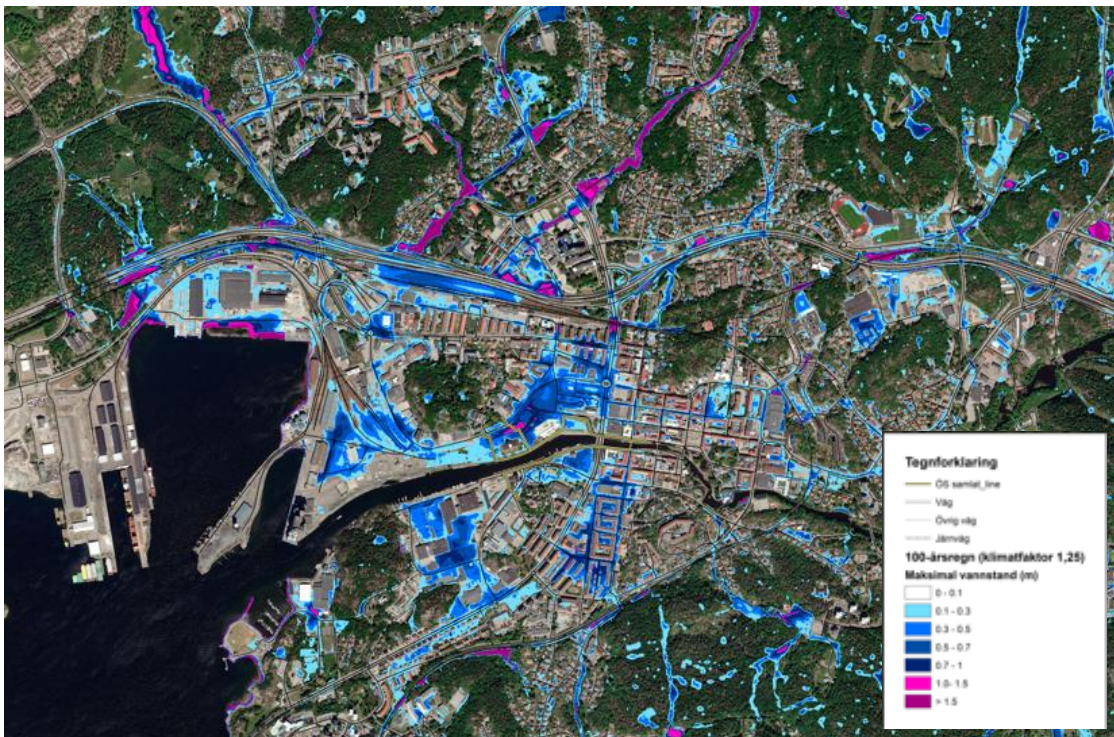 Tegnforklaring
ÖS samlat_line
Väg
Övrig väg
Järnväg
100-årsregn (klimatfaktor 1,25)
Maksimal vannstand (m)
0 - 0.1
0.1 - 0.3
0.3 - 0.5
0.5 - 0.7
0.7 - 1
1.0- 1.5
> 1.5